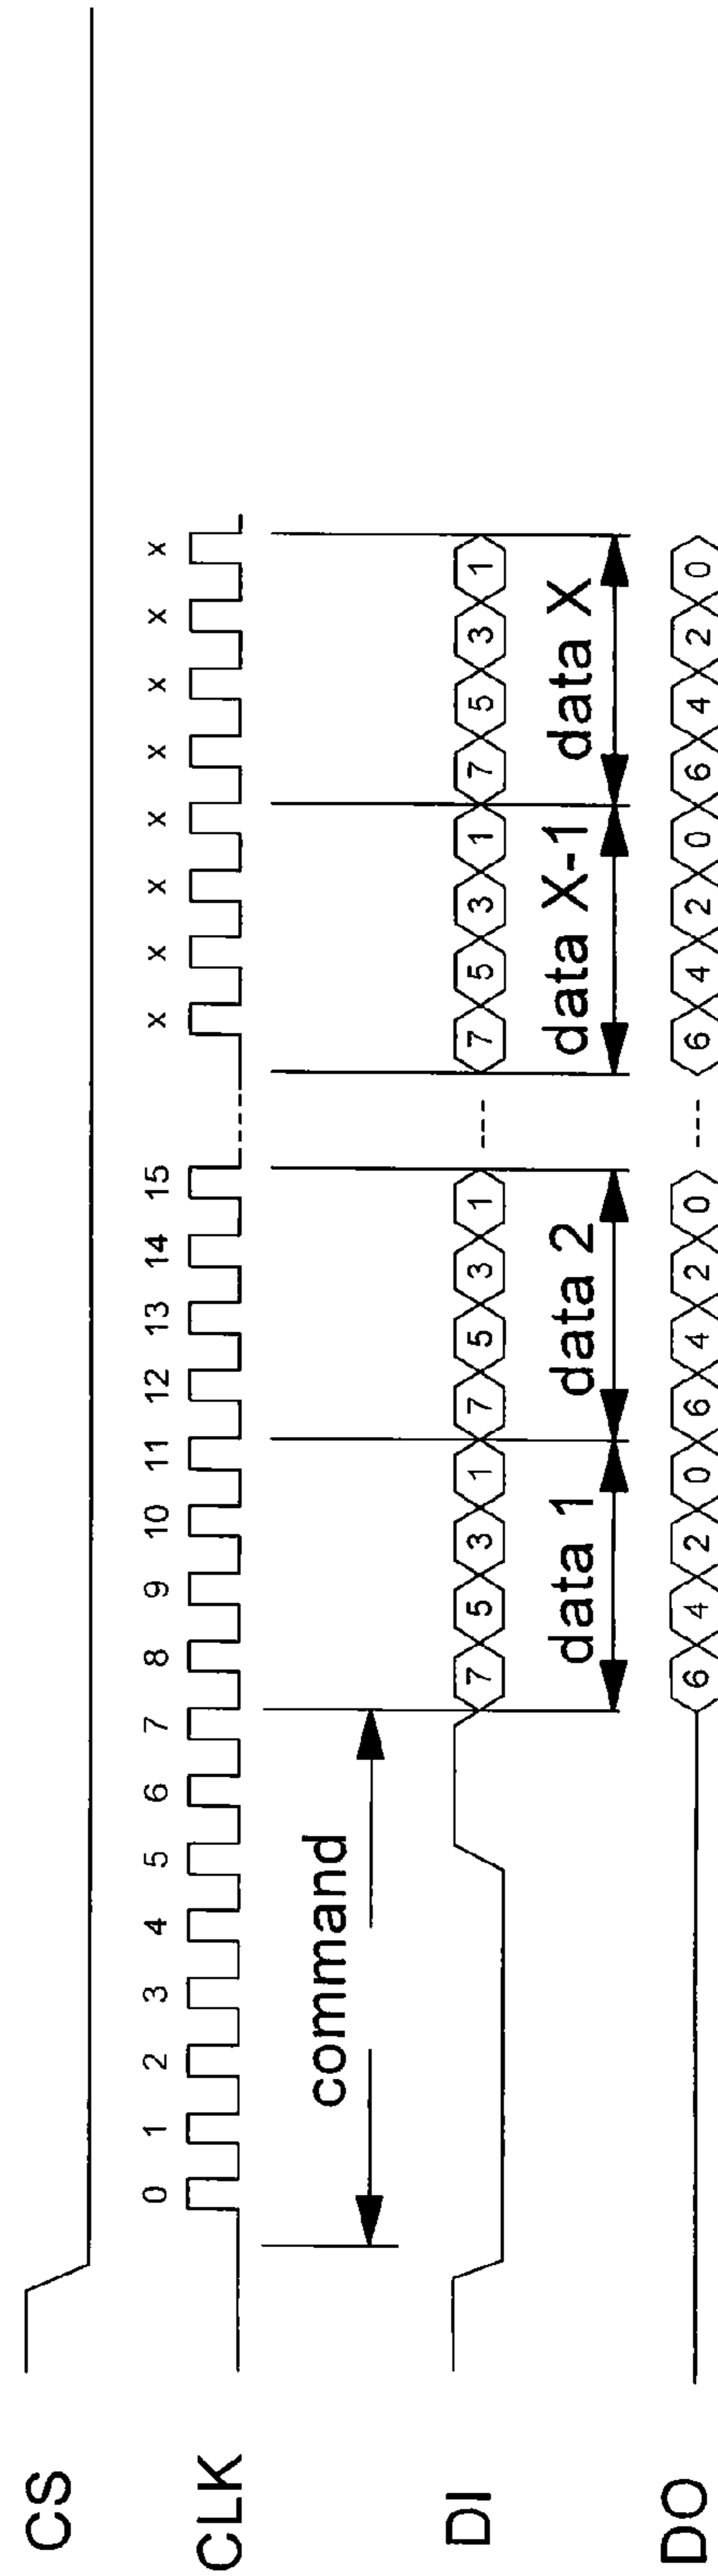 CS
CLK
0 1 2 3 4 5 6 7 8 9 10 11 12 13 14 15 x x x x x x x x
command
DI
7 5 3 1 7 5 3 1 --- 7 5 3 1 7 5 3 1
data 1 data 2 data X-1 data X
DO
6 4 2 0 6 4 2 0 --- 6 4 2 0 6 4 2 0